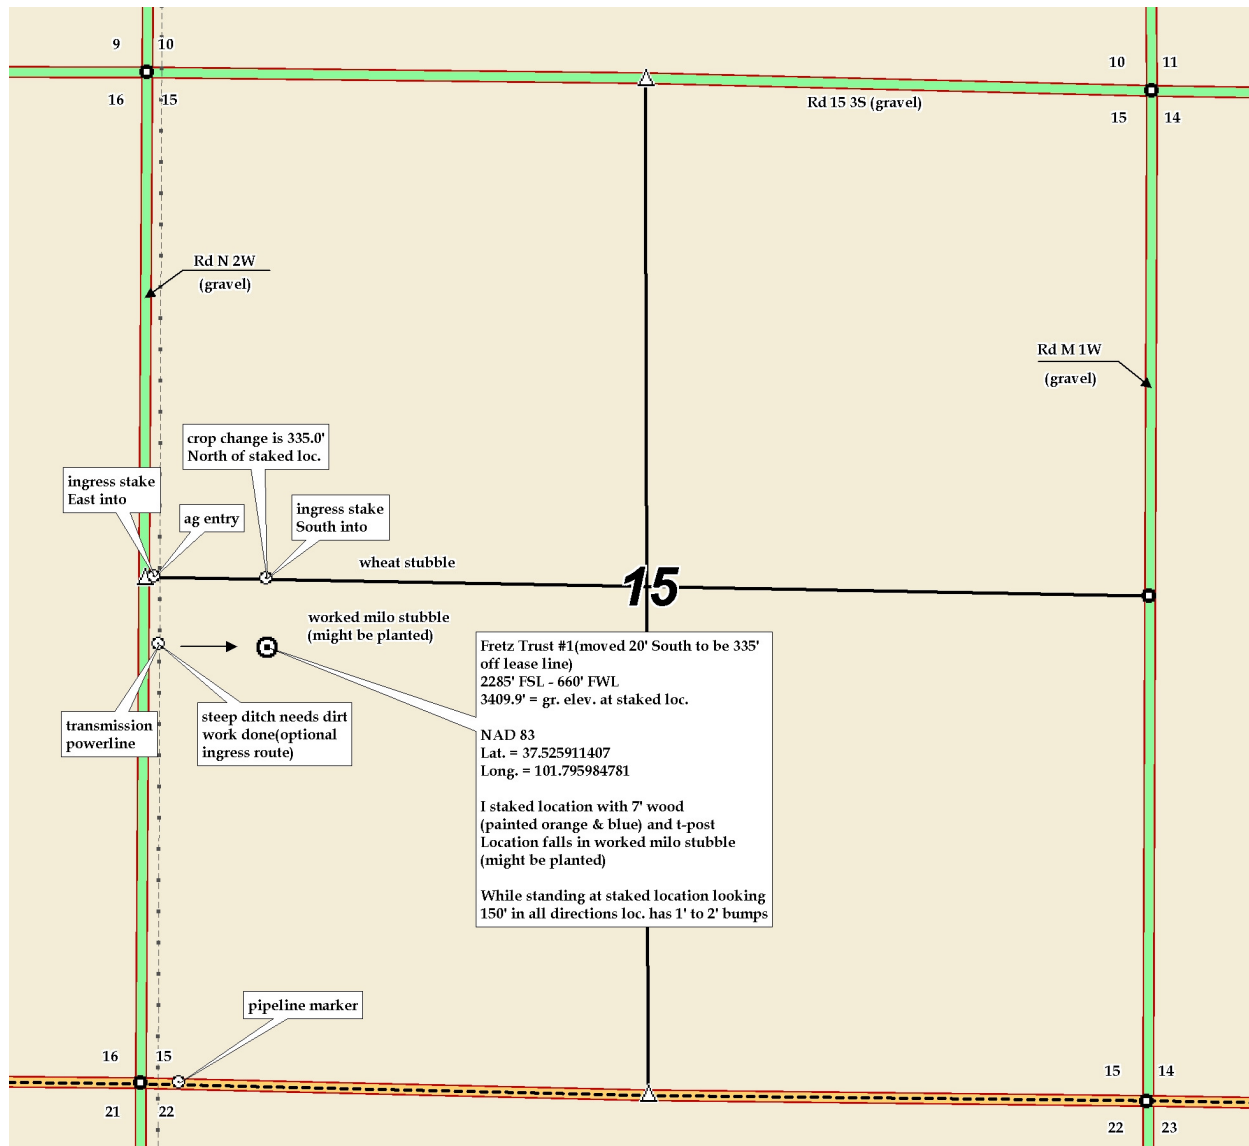 9 10
10 11
16 15
Rd 15 3S (gravel)
15 14
Rd N 2W
(gravel)
Rd M 1W
(gravel)
crop change is 335.0'
North of staked loc.
ingress stake
East into
ag entry
ingress stake
South into
wheat stubble
15
worked milo stubble
(might be planted)
Fretz Trust #1(moved 20' South to be 335'
off lease line)
2285' FSL - 660' FWL
3409.9' = gr. elev. at staked loc.
NAD 83
Lat. = 37.525911407
Long. = 101.795984781
I staked location with 7' wood
(painted orange & blue) and t-post
Location falls in worked milo stubble
(might be planted)
While standing at staked location looking
150' in all directions loc. has 1' to 2' bumps
transmission
powerline
steep ditch needs dirt
work done(optional
ingress route)
pipeline marker
16 15
15 14
21 22
22 23